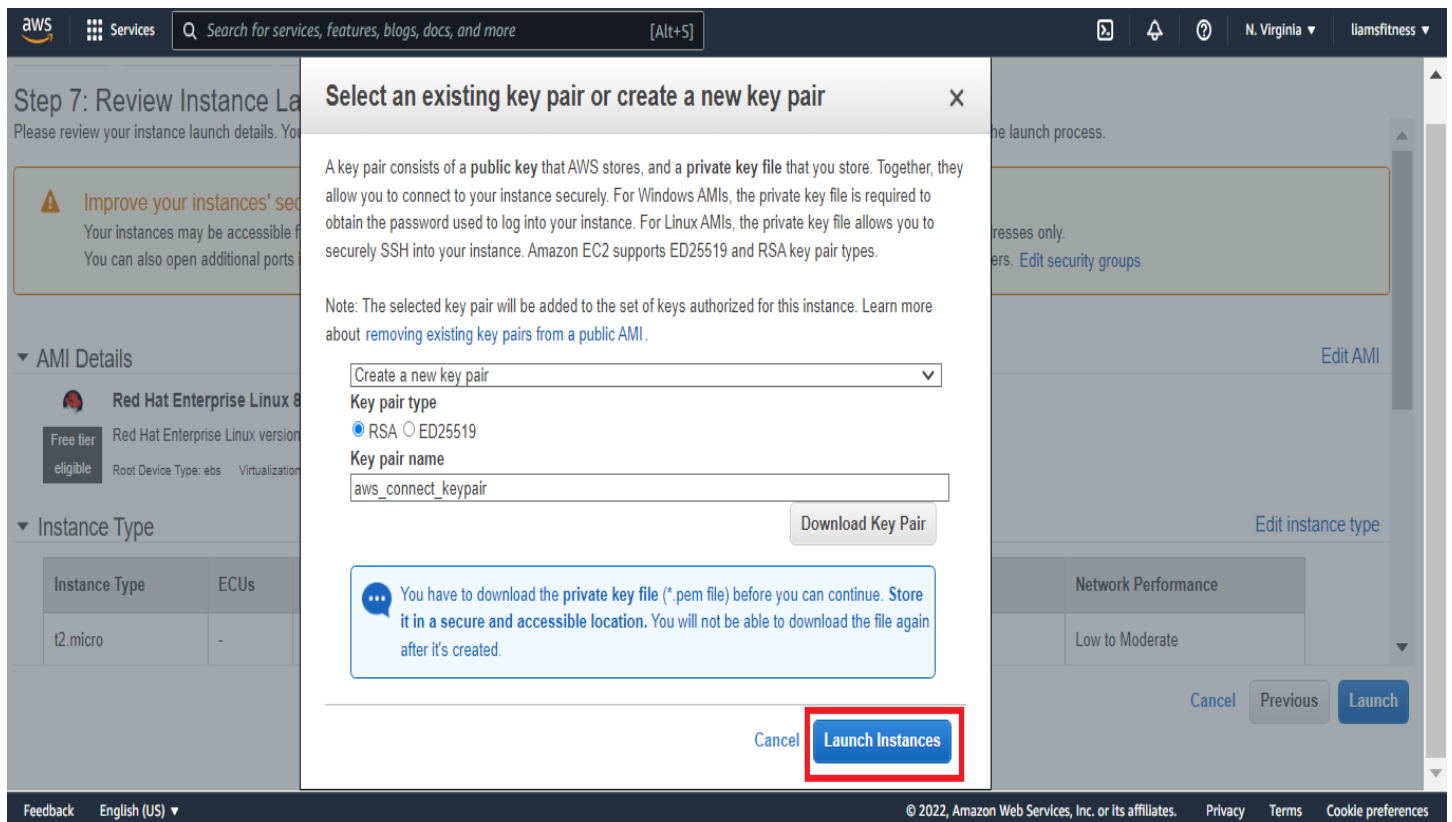 aws
Services
Search for services, features, blogs, docs, and more [Alt+S]
N. Virginia ▼
liamsfitness ▼
Step 7: Review Instance La
Please review your instance launch details. You
he launch process.
Improve your instances' sec
Your instances may be accessible f
resses only.
You can also open additional ports i
ers. Edit security groups
AMI Details
Edit AMI
Red Hat Enterprise Linux 8
Free tier
eligible
Red Hat Enterprise Linux version
Root Device Type: ebs Virtualization
Instance Type
Edit instance type
Instance Type ECUs Network Performance
t2.micro - Low to Moderate
Cancel Previous Launch
Select an existing key pair or create a new key pair
A key pair consists of a public key that AWS stores, and a private key file that you store. Together, they
allow you to connect to your instance securely. For Windows AMIs, the private key file is required to
obtain the password used to log into your instance. For Linux AMIs, the private key file allows you to
securely SSH into your instance. Amazon EC2 supports ED25519 and RSA key pair types.
Note: The selected key pair will be added to the set of keys authorized for this instance. Learn more
about removing existing key pairs from a public AMI.
Create a new key pair
Key pair type
RSA ED25519
Key pair name
aws_connect_keypair
Download Key Pair
You have to download the private key file (*.pem file) before you can continue. Store
it in a secure and accessible location. You will not be able to download the file again
after it's created.
Cancel Launch Instances
Feedback English (US) ▼
© 2022, Amazon Web Services, Inc. or its affiliates. Privacy Terms Cookie preferences